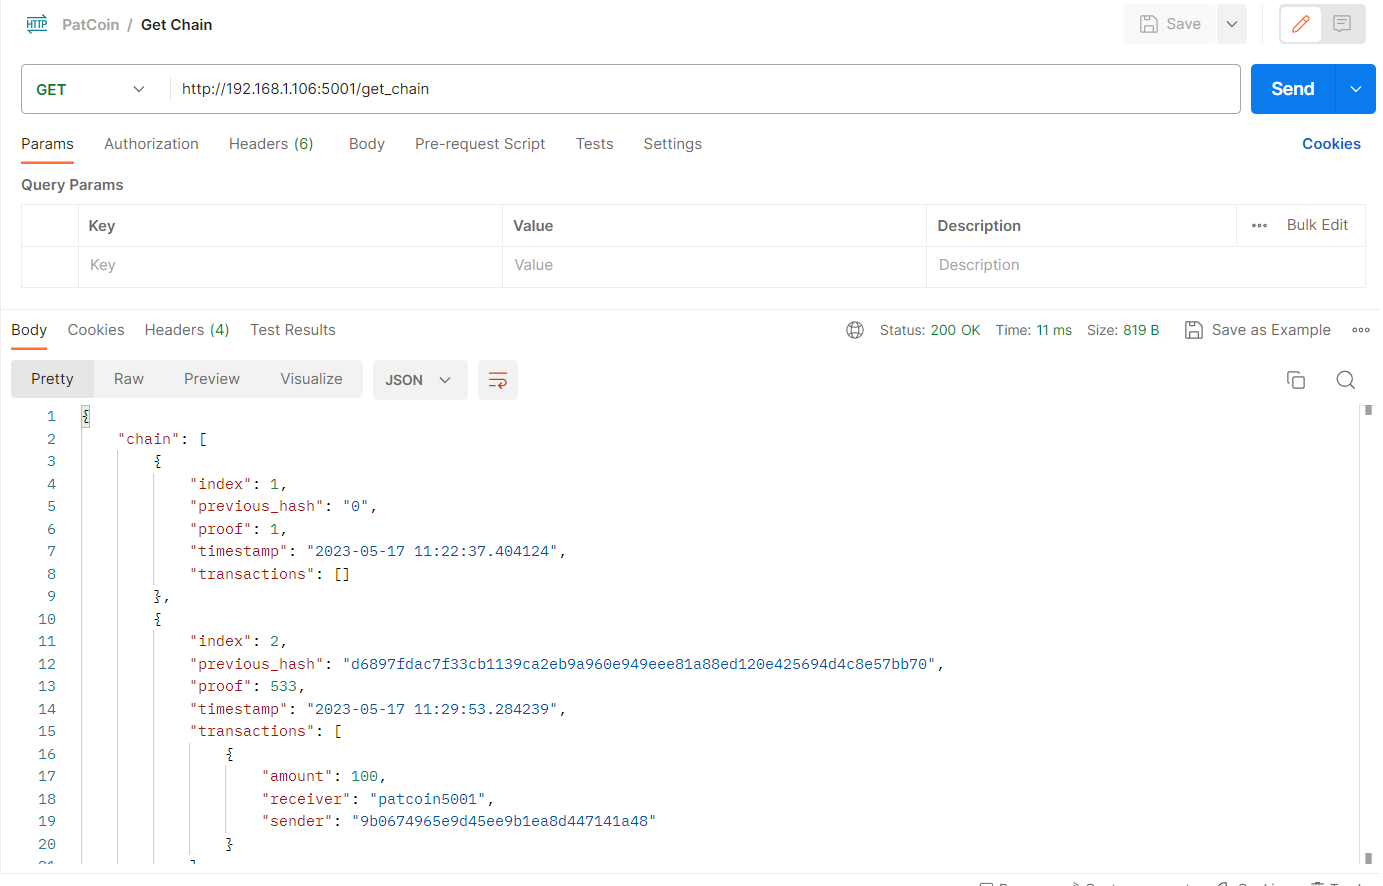 HTTP PatCoin / Get Chain Save
GET http://192.168.1.106:5001/get_chain Send
Params Authorization Headers (6) Body Pre-request Script Tests Settings Cookies
Query Params
Key Value Description ••• Bulk Edit
Key Value Description
Body Cookies Headers (4) Test Results Status: 200 OK Time: 11 ms Size: 819 B Save as Example •••
Pretty Raw Preview Visualize JSON
1 {
2 "chain": [
3 {
4 "index": 1,
5 "previous_hash": "0",
6 "proof": 1,
7 "timestamp": "2023-05-17 11:22:37.404124",
8 "transactions": []
9 },
10 {
11 "index": 2,
12 "previous_hash": "d6897fdac7f33cb1139ca2eb9a960e949eee81a88ed120e425694d4c8e57bb70",
13 "proof": 533,
14 "timestamp": "2023-05-17 11:29:53.284239",
15 "transactions": [
16 {
17 "amount": 100,
18 "receiver": "patcoin5001",
19 "sender": "9b0674965e9d45ee9b1ea8d447141a48"
20 }